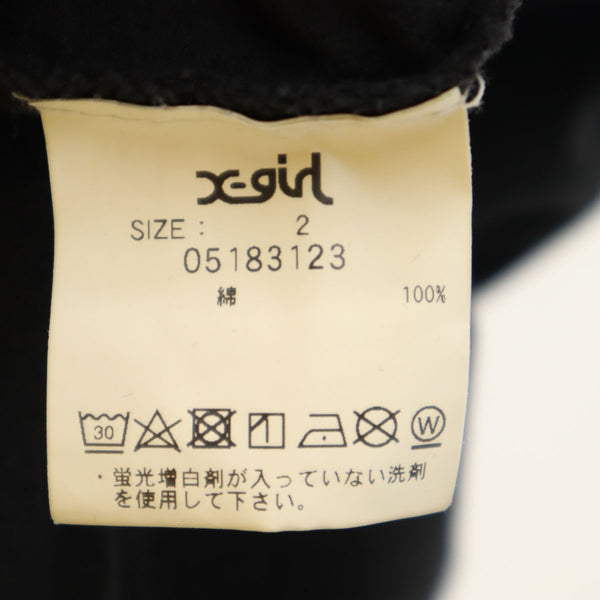 X-girl
SIZE : 2
05183123
綿 100%
30 W
・蛍光増白剤が入っていない洗剤
を使用して下さい。